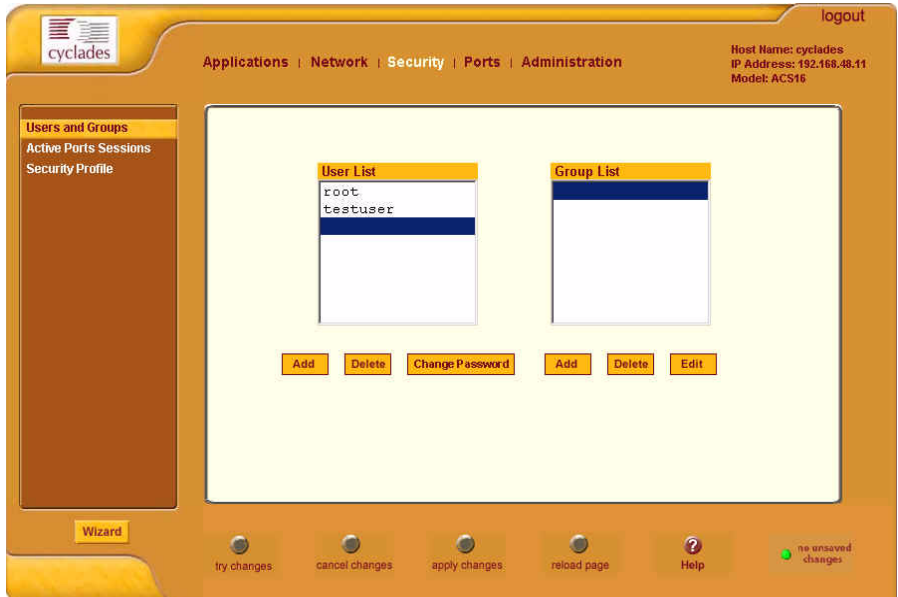 logout
cyclades
Applications | Network | Security | Ports | Administration
Host Name: cyclades
IP Address: 192.168.48.11
Model: ACS16
Users and Groups
Active Ports Sessions
Security Profile
User List
root
testuser
Group List
Add
Delete
Change Password
Add
Delete
Edit
Wizard
try changes
cancel changes
apply changes
reload page
?
Help
no unsaved
changes